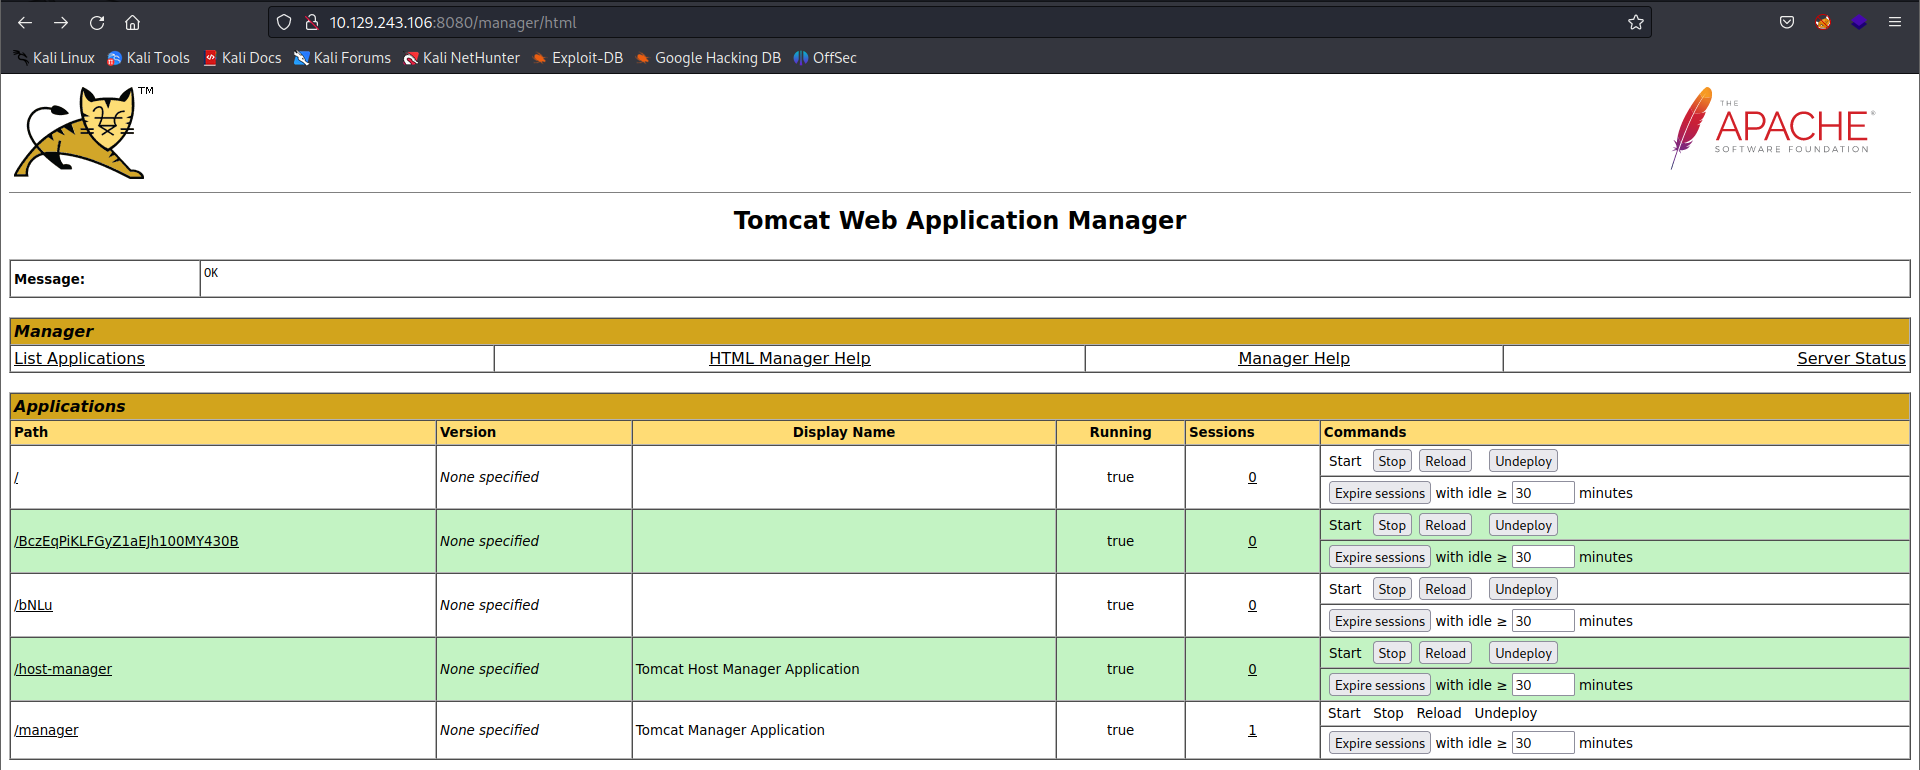 10.129.243.106:8080/manager/html
Kali Linux Kali Tools Kali Docs Kali Forums Kali NetHunter Exploit-DB Google Hacking DB OffSec
TM
THE
APACHE®
SOFTWARE FOUNDATION
Tomcat Web Application Manager
Message: OK
Manager
List Applications HTML Manager Help Manager Help Server Status
Applications
Path Version Display Name Running Sessions Commands
/ None specified true 0 Start Stop Reload Undeploy
Expire sessions with idle ≥ 30 minutes
/BczEqPiKLFGyZ1aEJh100MY430B None specified true 0 Start Stop Reload Undeploy
Expire sessions with idle ≥ 30 minutes
/bNLu None specified true 0 Start Stop Reload Undeploy
Expire sessions with idle ≥ 30 minutes
/host-manager None specified Tomcat Host Manager Application true 0 Start Stop Reload Undeploy
Expire sessions with idle ≥ 30 minutes
/manager None specified Tomcat Manager Application true 1 Start Stop Reload Undeploy
Expire sessions with idle ≥ 30 minutes